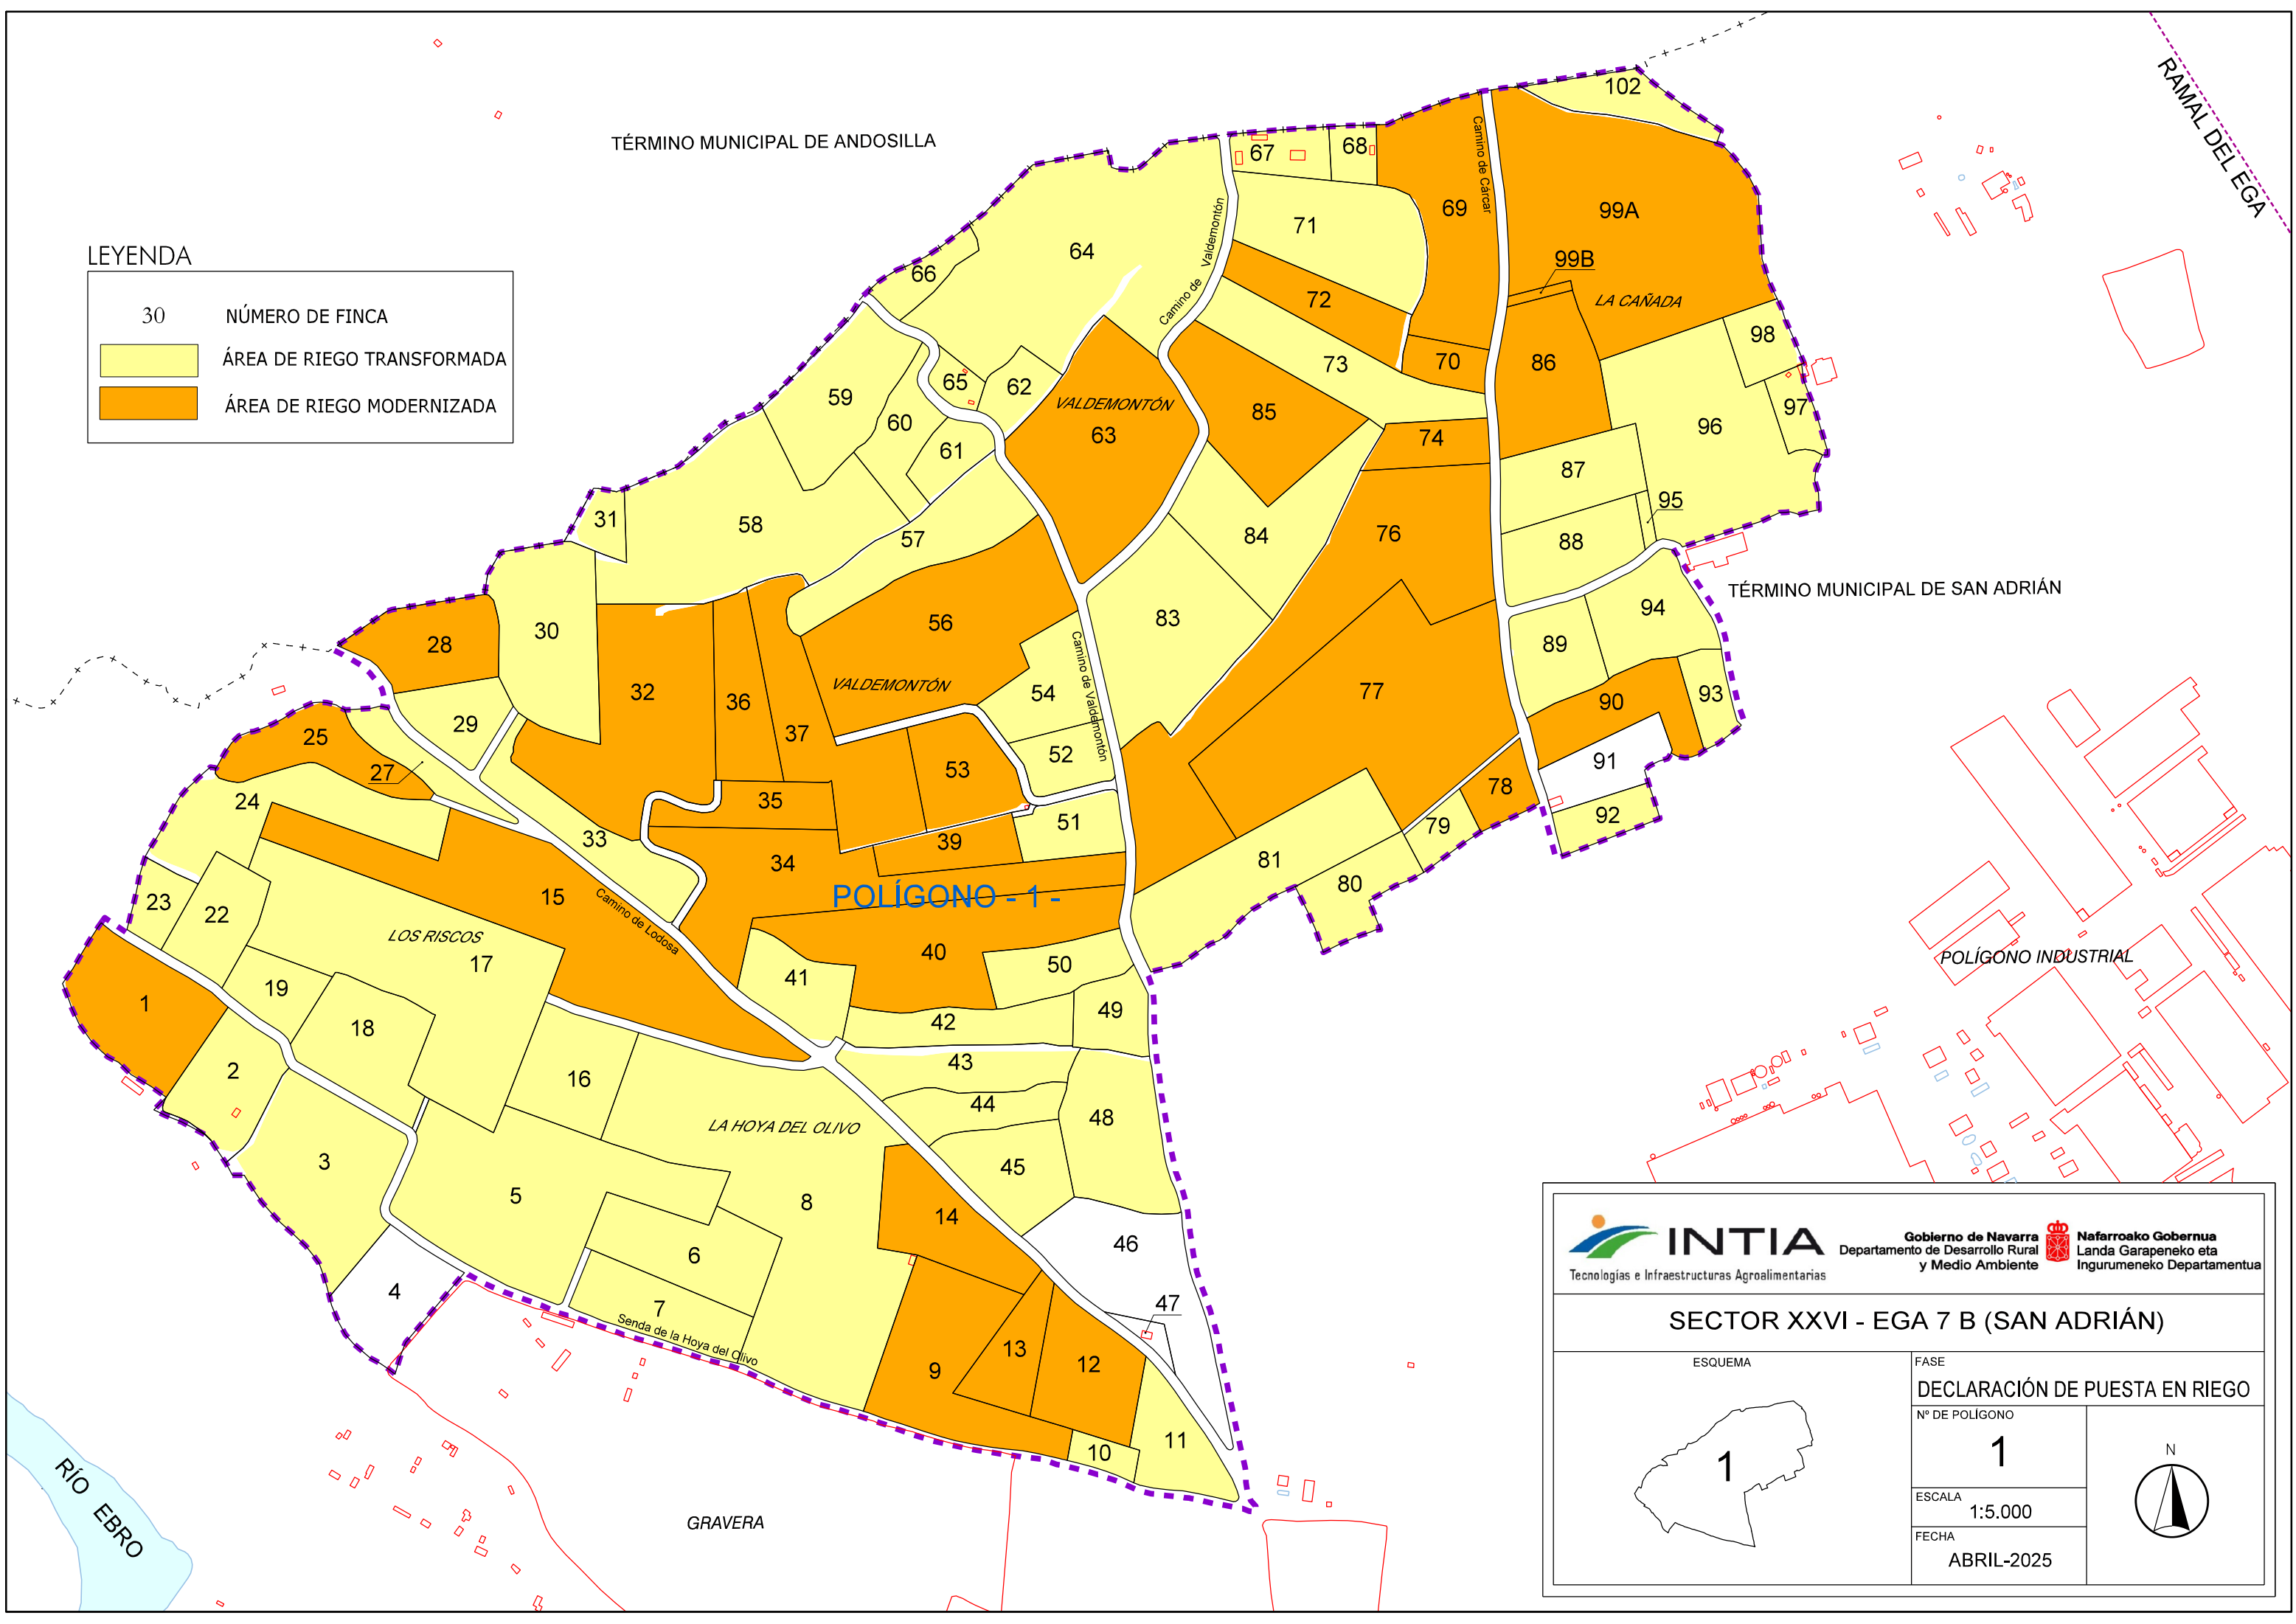 RAMAL DEL EGA
TÉRMINO MUNICIPAL DE ANDOSILLA
LEYENDA
30 NÚMERO DE FINCA
ÁREA DE RIEGO TRANSFORMADA
ÁREA DE RIEGO MODERNIZADA
102
67
68
Camino de Cárcar
69
99A
71
64
Camino de Valdemontón
66
99B
72
LA CAÑADA
98
73
70
86
65
62
59
VALDEMONTÓN
63
85
97
60
61
74
96
87
95
31
58
57
84
76
88
TÉRMINO MUNICIPAL DE SAN ADRIÁN
94
83
56
30
28
89
Camino de Valdemontón
54
VALDEMONTÓN
32
36
37
77
90
93
29
25
27
52
53
91
24
35
78
33
51
79
92
39
34
81
80
15
POLÍGONO - 1 -
Camino de Lodosa
23
22
LOS RISCOS
17
40
50
POLÍGONO INDUSTRIAL
41
19
1
18
42
49
43
2
16
44
48
LA HOYA DEL OLIVO
3
45
5
8
14
46
6
4
7
47
Senda de la Hoya del Olivo
13
12
9
11
10
RÍO EBRO
GRAVERA
INTIA
Tecnologías e Infraestructuras Agroalimentarias
Gobierno de Navarra
Departamento de Desarrollo Rural
y Medio Ambiente
Nafarroako Gobernua
Landa Garapeneko eta
Ingurumeneko Departamentua
SECTOR XXVI - EGA 7 B (SAN ADRIÁN)
ESQUEMA
1
FASE
DECLARACIÓN DE PUESTA EN RIEGO
Nº DE POLÍGONO
1
ESCALA
1:5.000
FECHA
ABRIL-2025
N